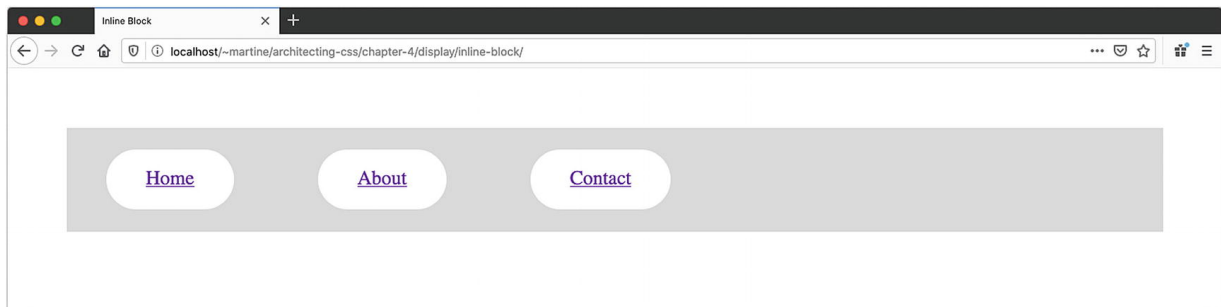 Inline Block
localhost/~martine/architecting-css/chapter-4/display/inline-block/
Home About Contact